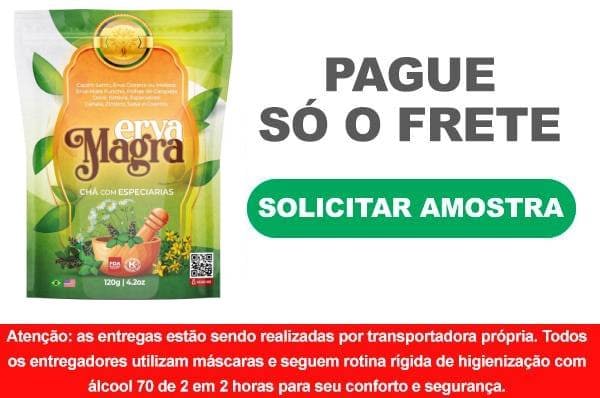 PAGUE
SÓ O FRETE
SOLICITAR AMOSTRA
erva
Magra
CHÁ COM ESPECIARIAS
FDA
K
120g | 4.2oz
Atenção: as entregas estão sendo realizadas por transportadora própria. Todos
os entregadores utilizam máscaras e seguem rotina rígida de higienização com
álcool 70 de 2 em 2 horas para seu conforto e segurança.